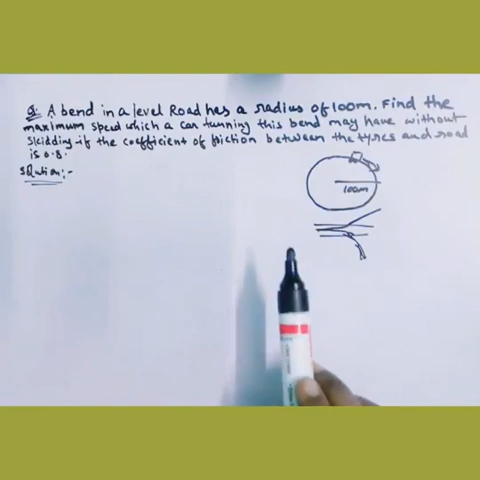 Q. A bend in a level Road has a radius of 100m. Find the
maximum speed which a car turning this bend may have without
skidding if the coefficient of friction between the tyres and road
is 0.8.
SOlution:-
100m